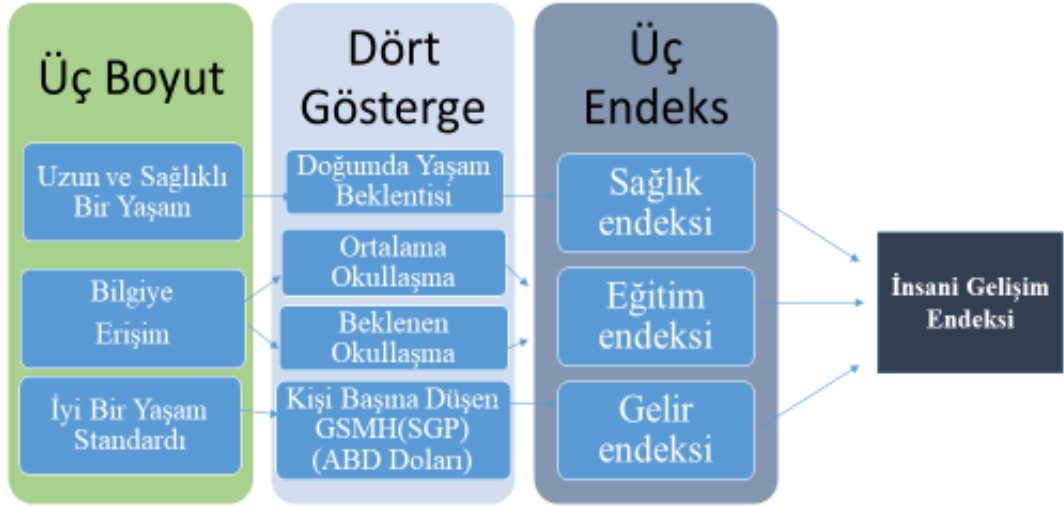 Üç Boyut
Uzun ve Sağlıklı
Bir Yaşam
Bilgiye
Erişim
İyi Bir Yaşam
Standardı
Dört
Gösterge
Doğumda Yaşam
Beklentisi
Ortalama
Okullaşma
Beklenen
Okullaşma
Kişi Başına Düşen
GSMH(SGP)
(ABD Doları)
Üç
Endeks
Sağlık
endeksi
Eğitim
endeksi
Gelir
endeksi
İnsani Gelişim
Endeksi